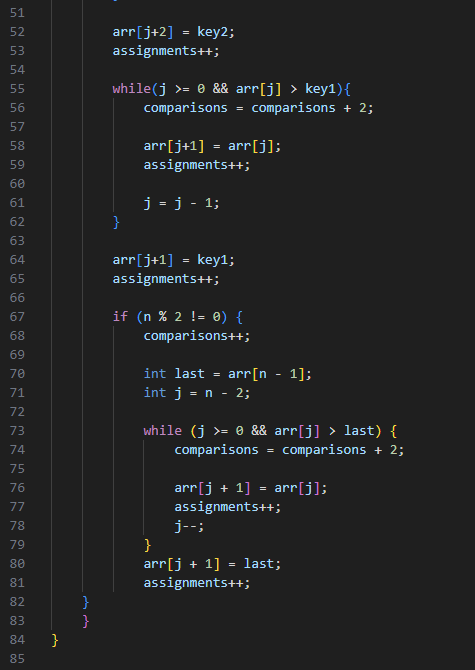 51
52 arr[j+2] = key2;
53 assignments++;
54
55 while(j >= 0 && arr[j] > key1){
56 comparisons = comparisons + 2;
57
58 arr[j+1] = arr[j];
59 assignments++;
60
61 j = j - 1;
62 }
63
64 arr[j+1] = key1;
65 assignments++;
66
67 if (n % 2 != 0) {
68 comparisons++;
69
70 int last = arr[n - 1];
71 int j = n - 2;
72
73 while (j >= 0 && arr[j] > last) {
74 comparisons = comparisons + 2;
75
76 arr[j + 1] = arr[j];
77 assignments++;
78 j--;
79 }
80 arr[j + 1] = last;
81 assignments++;
82 }
83 }
84 }
85